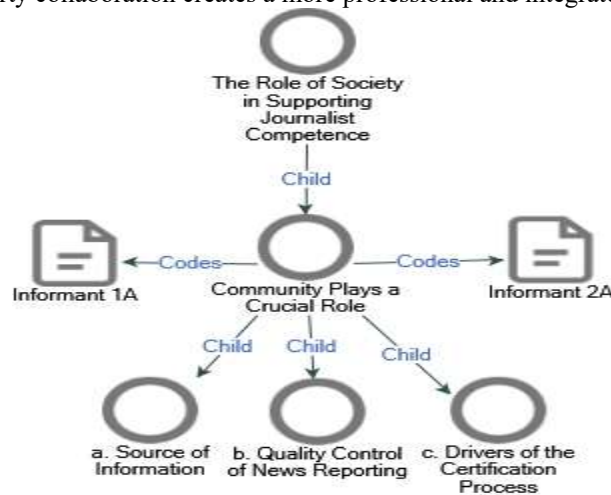 rty collaboration creates a more professional and integrate
The Role of Society
in Supporting
Journalist
Competence
Child
Codes
Codes
Informant 1A
Community Plays a
Crucial Role
Informant 2A
Child
Child
Child
a. Source of
Information
b. Quality Control
of News Reporting
c. Drivers of the
Certification
Process